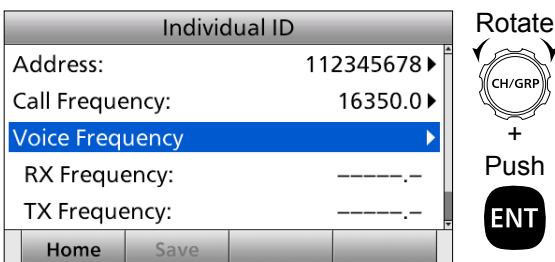 Individual ID
Address: 112345678
Call Frequency: 16350.0
Voice Frequency
RX Frequency: –––––.–
TX Frequency: –––––.–
Home Save
Rotate
CH/GRP
+
Push
ENT